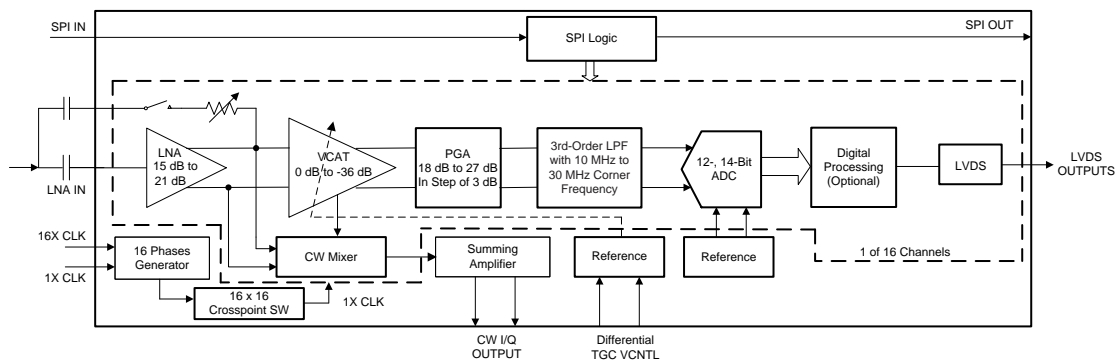 SPI IN
SPI Logic
SPI OUT
LNA
15 dB to
21 dB
VCAT
0 dB to -36 dB
PGA
18 dB to 27 dB
In Step of 3 dB
3rd-Order LPF
with 10 MHz to
30 MHz Corner
Frequency
12-, 14-Bit
ADC
Digital
Processing
(Optional)
LVDS
LVDS
OUTPUTS
LNA IN
16X CLK
1X CLK
16 Phases
Generator
CW Mixer
Summing
Amplifier
Reference
Reference
1 of 16 Channels
16 x 16
Crosspoint SW
1X CLK
CW I/Q
OUTPUT
Differential
TGC VCNTL